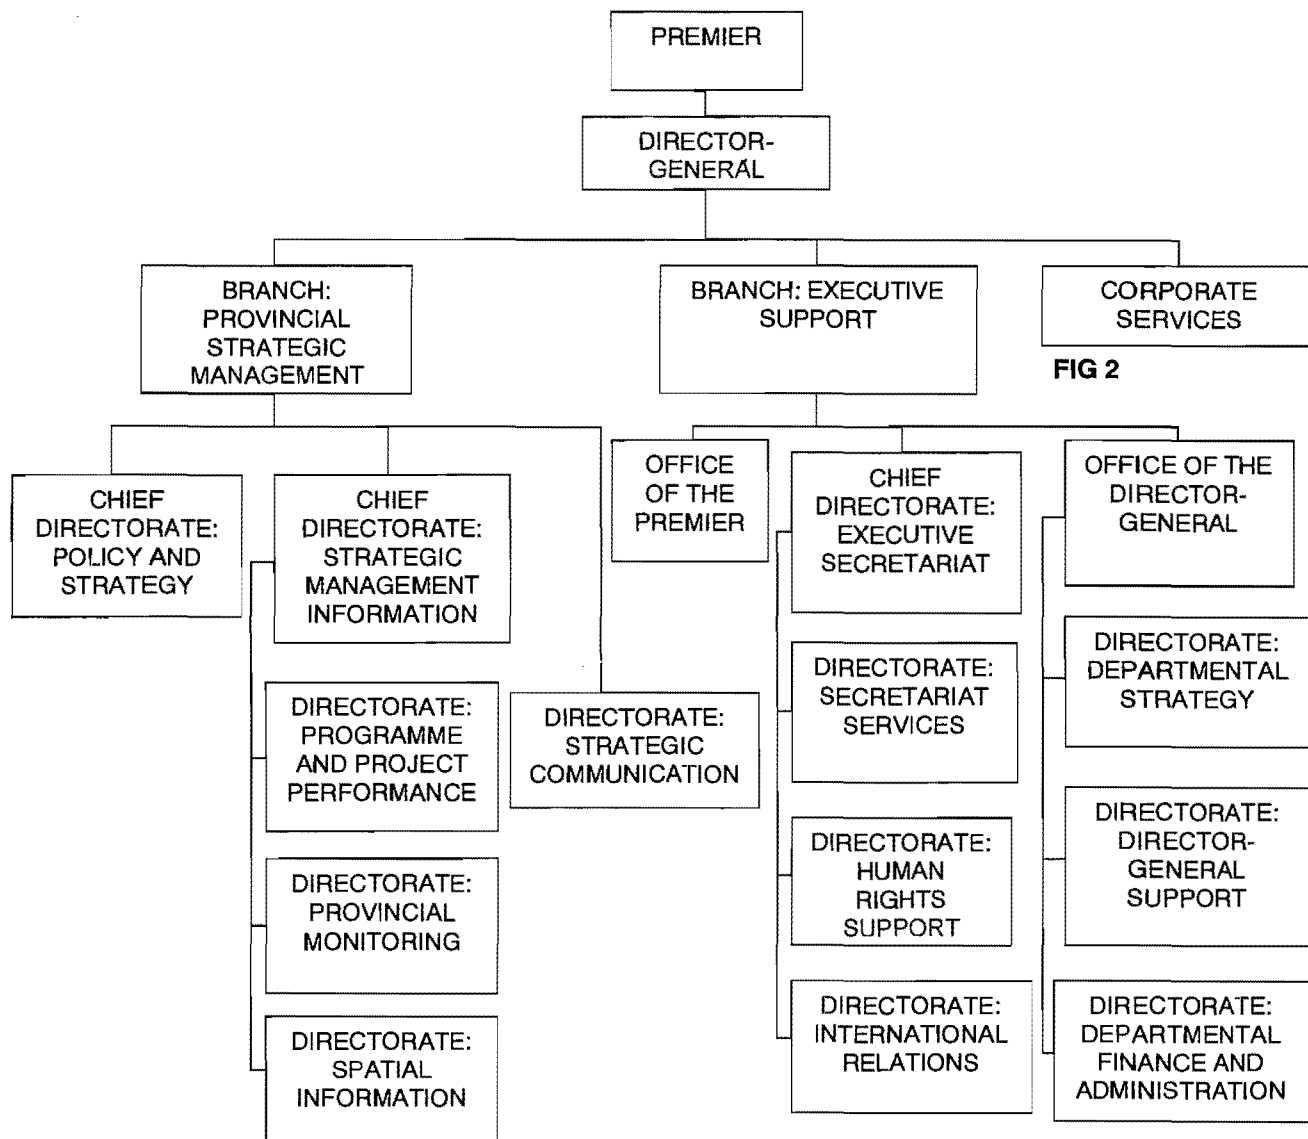 PREMIER
DIRECTOR-
GENERAL
BRANCH:
PROVINCIAL
STRATEGIC
MANAGEMENT
BRANCH: EXECUTIVE
SUPPORT
CORPORATE
SERVICES
FIG 2
CHIEF
DIRECTORATE:
POLICY AND
STRATEGY
CHIEF
DIRECTORATE:
STRATEGIC
MANAGEMENT
INFORMATION
DIRECTORATE:
PROGRAMME
AND PROJECT
PERFORMANCE
DIRECTORATE:
PROVINCIAL
MONITORING
DIRECTORATE:
SPATIAL
INFORMATION
DIRECTORATE:
STRATEGIC
COMMUNICATION
OFFICE
OF THE
PREMIER
CHIEF
DIRECTORATE:
EXECUTIVE
SECRETARIAT
DIRECTORATE:
SECRETARIAT
SERVICES
DIRECTORATE:
HUMAN
RIGHTS
SUPPORT
DIRECTORATE:
INTERNATIONAL
RELATIONS
OFFICE OF THE
DIRECTOR-
GENERAL
DIRECTORATE:
DEPARTMENTAL
STRATEGY
DIRECTORATE:
DIRECTOR-
GENERAL
SUPPORT
DIRECTORATE:
DEPARTMENTAL
FINANCE AND
ADMINISTRATION